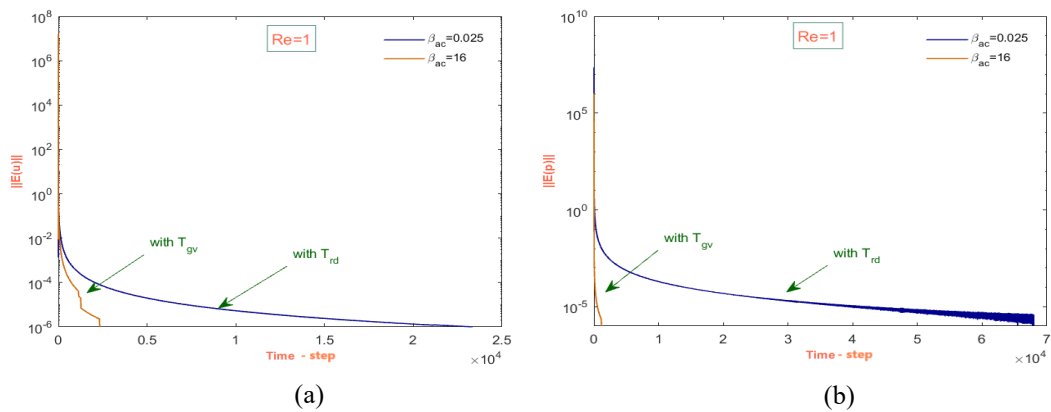 10^8
10^6
10^4
10^2
10^0
10^-2
10^-4
10^-6
||E(u)||
Re=1
β_ac=0.025
β_ac=16
with T_gv
with T_rd
0 0.5 1 1.5 2 2.5
×10^4
Time - step
(a)
10^10
10^5
10^0
10^-5
||E(p)||
Re=1
β_ac=0.025
β_ac=16
with T_gv
with T_rd
0 1 2 3 4 5 6 7
×10^4
Time - step
(b)